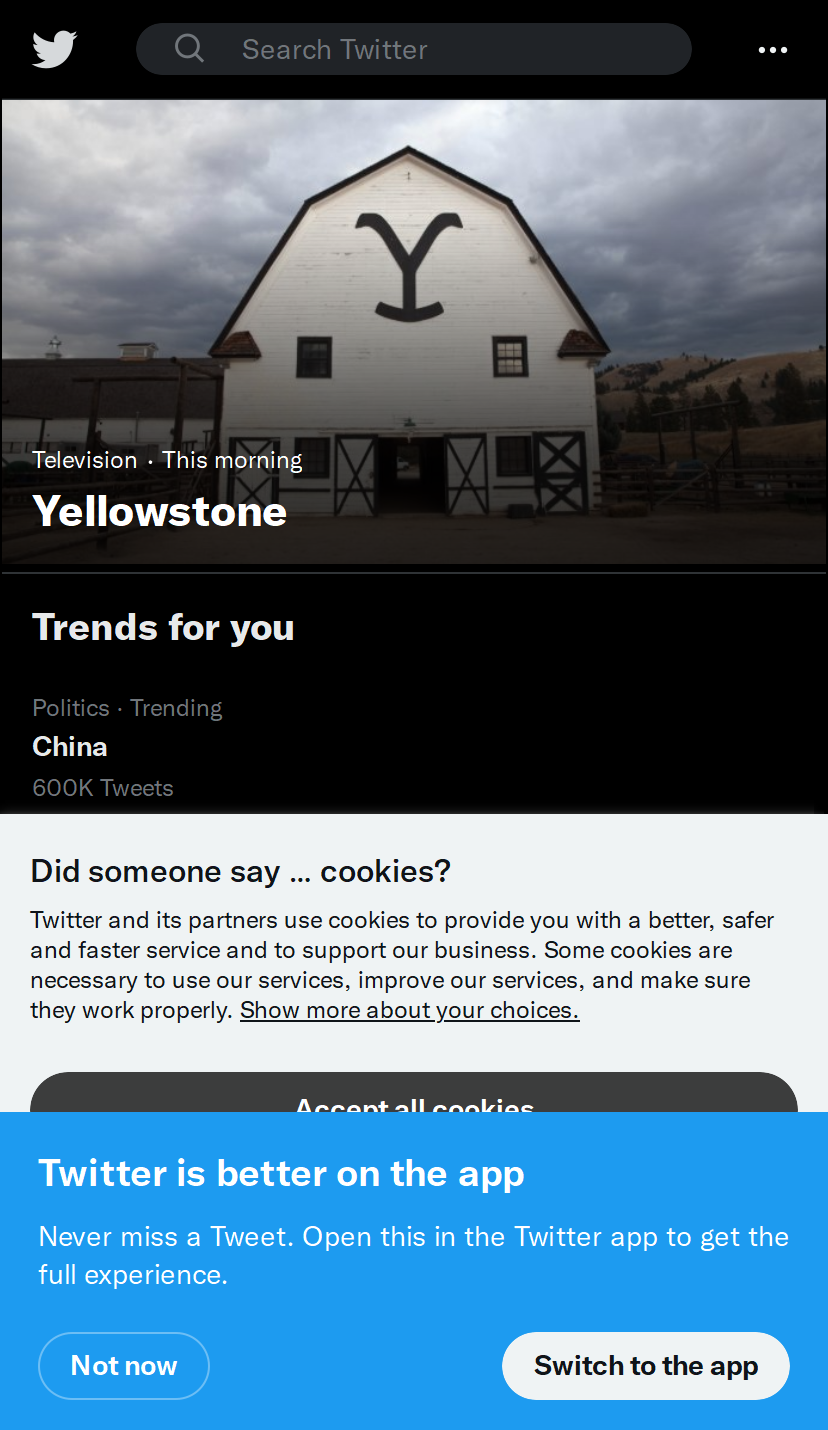 Search Twitter
Y
Television · This morning
Yellowstone
Trends for you
Politics · Trending
China
600K Tweets
Did someone say … cookies?
Twitter and its partners use cookies to provide you with a better, safer
and faster service and to support our business. Some cookies are
necessary to use our services, improve our services, and make sure
they work properly. Show more about your choices.
Accept all cookies
Twitter is better on the app
Never miss a Tweet. Open this in the Twitter app to get the
full experience.
Not now
Switch to the app